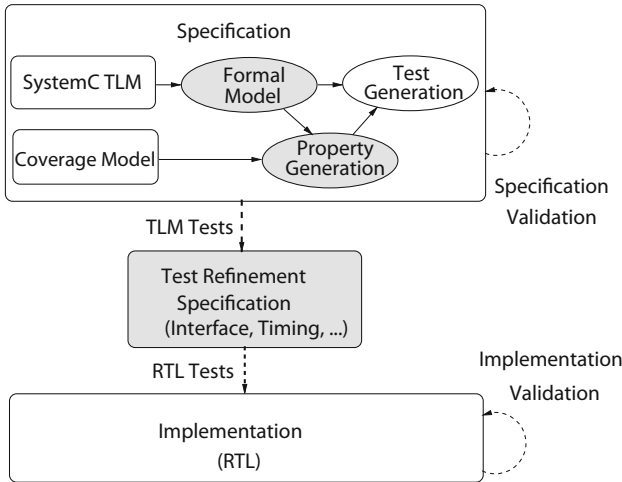 Specification
SystemC TLM
Formal
Model
Test
Generation
Coverage Model
Property
Generation
Specification
Validation
TLM Tests
Test Refinement
Specification
(Interface, Timing, ...)
RTL Tests
Implementation
Validation
Implementation
(RTL)